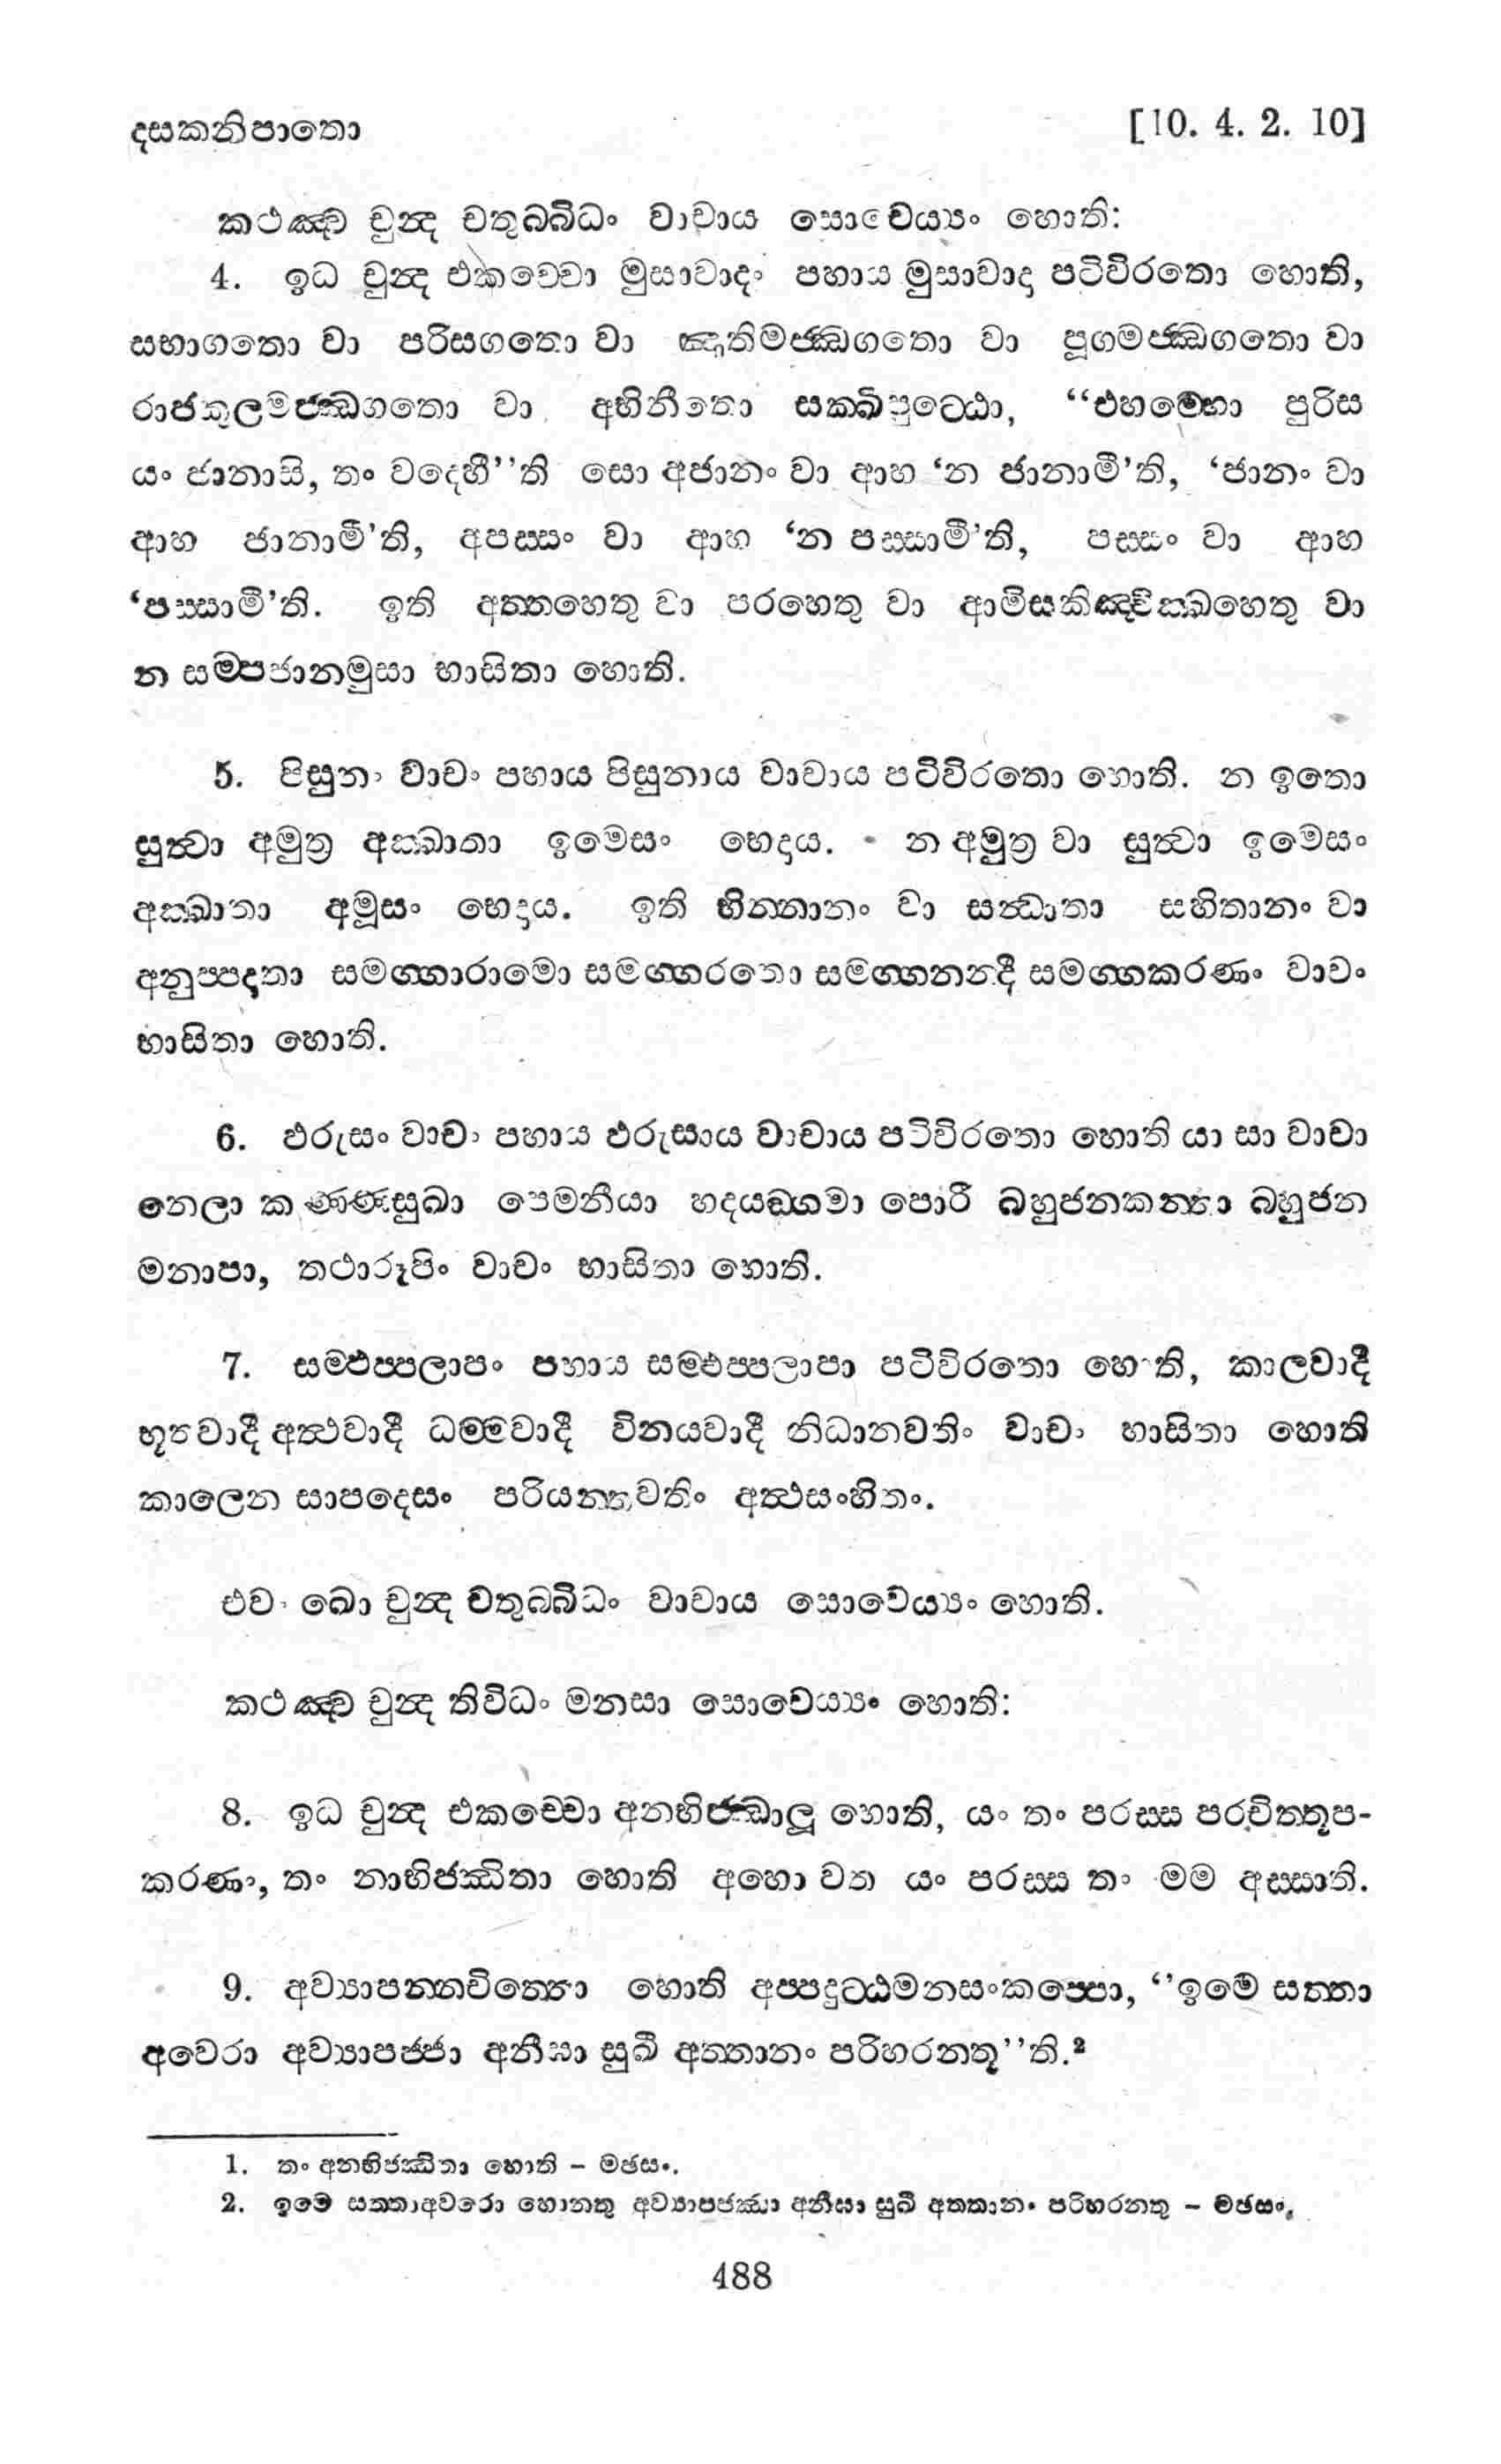 දසකනිපාතො [10. 4. 2. 10]
කථඤ්ච චුන්ද චතුබ්බිධං වාචාය සොචෙය්‍යං හොති:
4. ඉධ චුන්ද එකච්චො මුසාවාදං පහාය මුසාවාදා පටිවිරතො හොති,
සභාගතො වා පරිසගතො වා ඤාතිමජ්ඣගතො වා පූගමජ්ඣගතො වා
රාජකුලමජ්ඣගතො වා අභිනීතො සක්ඛිපුට්ඨො, “එහම්භො පුරිස
යං ජානාසි, තං වදෙහී’’ති සො අජානං වා ආහ ‘න ජානාමී’ති, ‘ජානං වා
ආහ ජානාමී’ති, අපස්සං වා ආහ ‘න පස්සාමී’ති, පස්සං වා ආහ
‘පස්සාමී’ති. ඉති අත්තහෙතු වා පරහෙතු වා ආමිසකිඤ්චික්ඛහෙතු වා
න සම්පජානමුසා භාසිතා හොති.
5. පිසුනං වාචං පහාය පිසුනාය වාචාය පටිවිරතො හොති. න ඉතො
සුත්වා අමුත්‍ර අක්ඛාතා ඉමෙසං භෙදාය. න අමුත්‍ර වා සුත්වා ඉමෙසං
අක්ඛාතා අමූසං භෙදාය. ඉති භින්නානං වා සන්ධාතා සහිතානං වා
අනුප්පදාතා සමග්ගාරාමො සමග්ගරතො සමග්ගනන්දී සමග්ගකරණං වාචං
භාසිතා හොති.
6. ඵරුසං වාචං පහාය ඵරුසාය වාචාය පටිවිරතො හොති යා සා වාචා
නෙලා කණ්ණසුඛා පෙමනීයා හදයඞ්ගමා පොරී බහුජනකන්තා බහුජන
මනාපා, තථාරූපිං වාචං භාසිතා හොති.
7. සම්ඵප්පලාපං පහාය සම්ඵප්පලාපා පටිවිරතො හොති, කාලවාදී
භූතවාදී අත්ථවාදී ධම්මවාදී විනයවාදී නිධානවතිං වාචං භාසිතා හොති
කාලෙන සාපදෙසං පරියන්තවතිං අත්ථසංහිතං.
එවං ඛො චුන්ද චතුබ්බිධං වාචාය සොචෙය්‍යං හොති.
කථඤ්ච චුන්ද තිවිධං මනසා සොචෙය්‍යං හොති:
8. ඉධ චුන්ද එකච්චො අනභිජ්ඣාලූ හොති, යං තං පරස්ස පරචිත්තූප-
කරණං, තං නාභිජ්ඣිතා හොති අහො වත යං පරස්ස තං මම අස්සාති.
9. අව්‍යාපන්නචිත්තො හොති අප්පදුට්ඨමනසංකප්පො, ‘‘ඉමෙ සත්තා
අවෙරා අව්‍යාපජ්ජා අනීඝා සුඛී අත්තානං පරිහරන්තූ’’ති.²
1. තං අනභිජ්ඣිතා හොති – මඡසං.
2. ඉමෙ සත්තාඅවරො හොන්තු අව්‍යාපජ්ඣා අනීඝා සුඛී අත්තානං පරිහරන්තු – මඡසං,
488